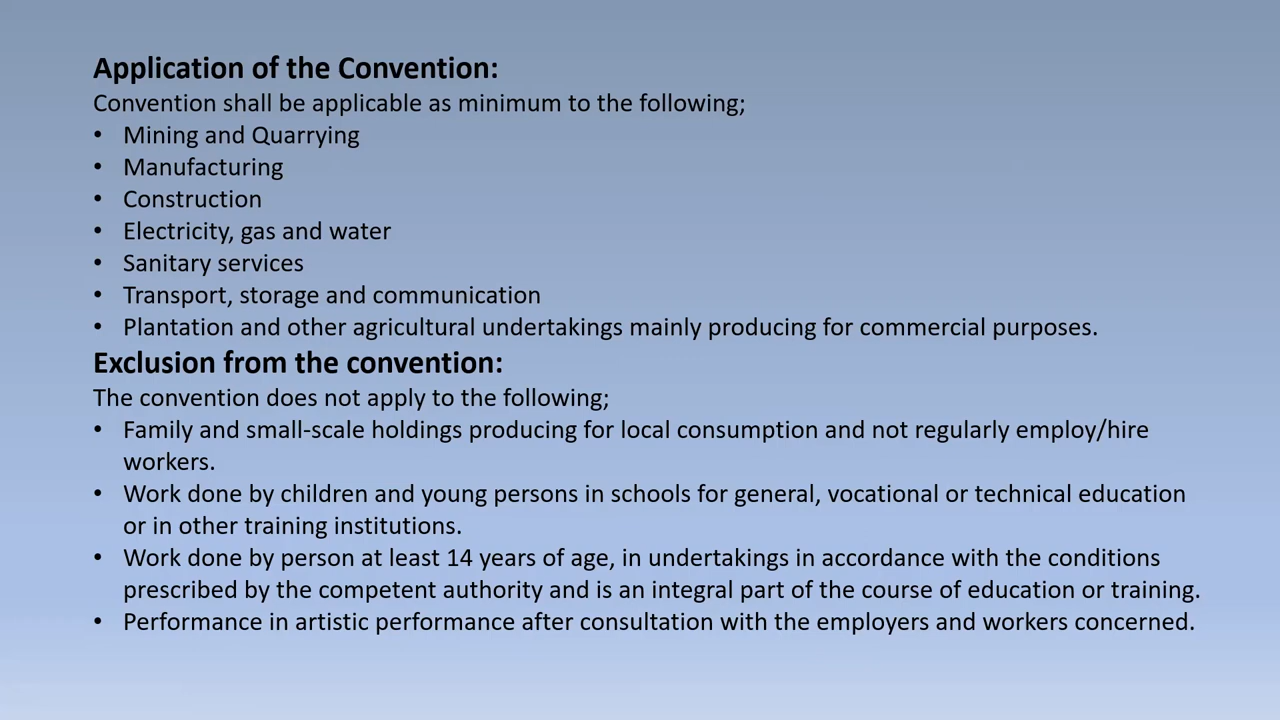 Application of the Convention:
Convention shall be applicable as minimum to the following;
• Mining and Quarrying
• Manufacturing
• Construction
• Electricity, gas and water
• Sanitary services
• Transport, storage and communication
• Plantation and other agricultural undertakings mainly producing for commercial purposes.
Exclusion from the convention:
The convention does not apply to the following;
• Family and small-scale holdings producing for local consumption and not regularly employ/hire
workers.
• Work done by children and young persons in schools for general, vocational or technical education
or in other training institutions.
• Work done by person at least 14 years of age, in undertakings in accordance with the conditions
prescribed by the competent authority and is an integral part of the course of education or training.
• Performance in artistic performance after consultation with the employers and workers concerned.